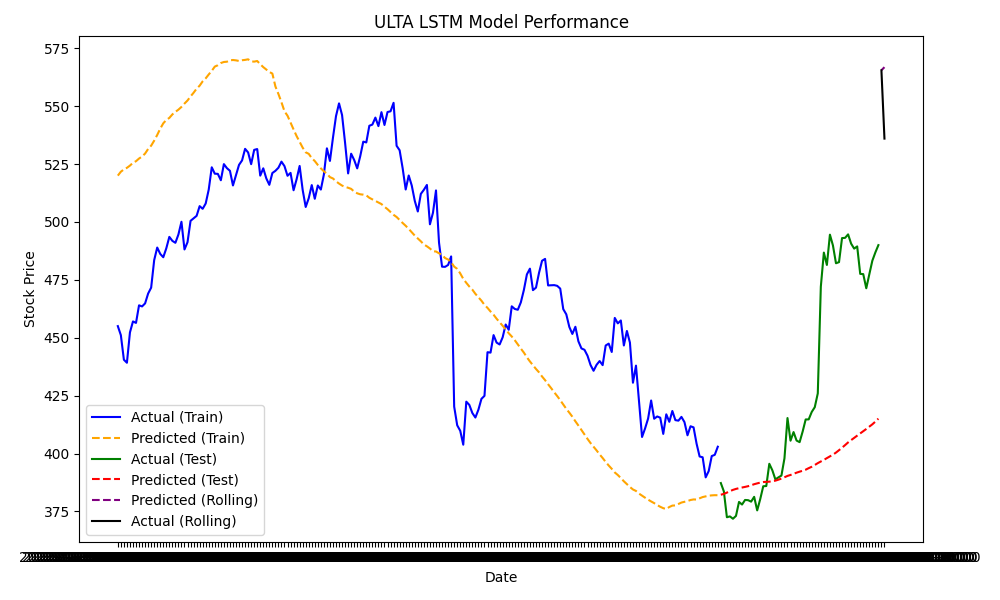 ULTA LSTM Model Performance
Stock Price
575
550
525
500
475
450
425
400
375
Actual (Train)
Predicted (Train)
Actual (Test)
Predicted (Test)
Predicted (Rolling)
Actual (Rolling)
Date